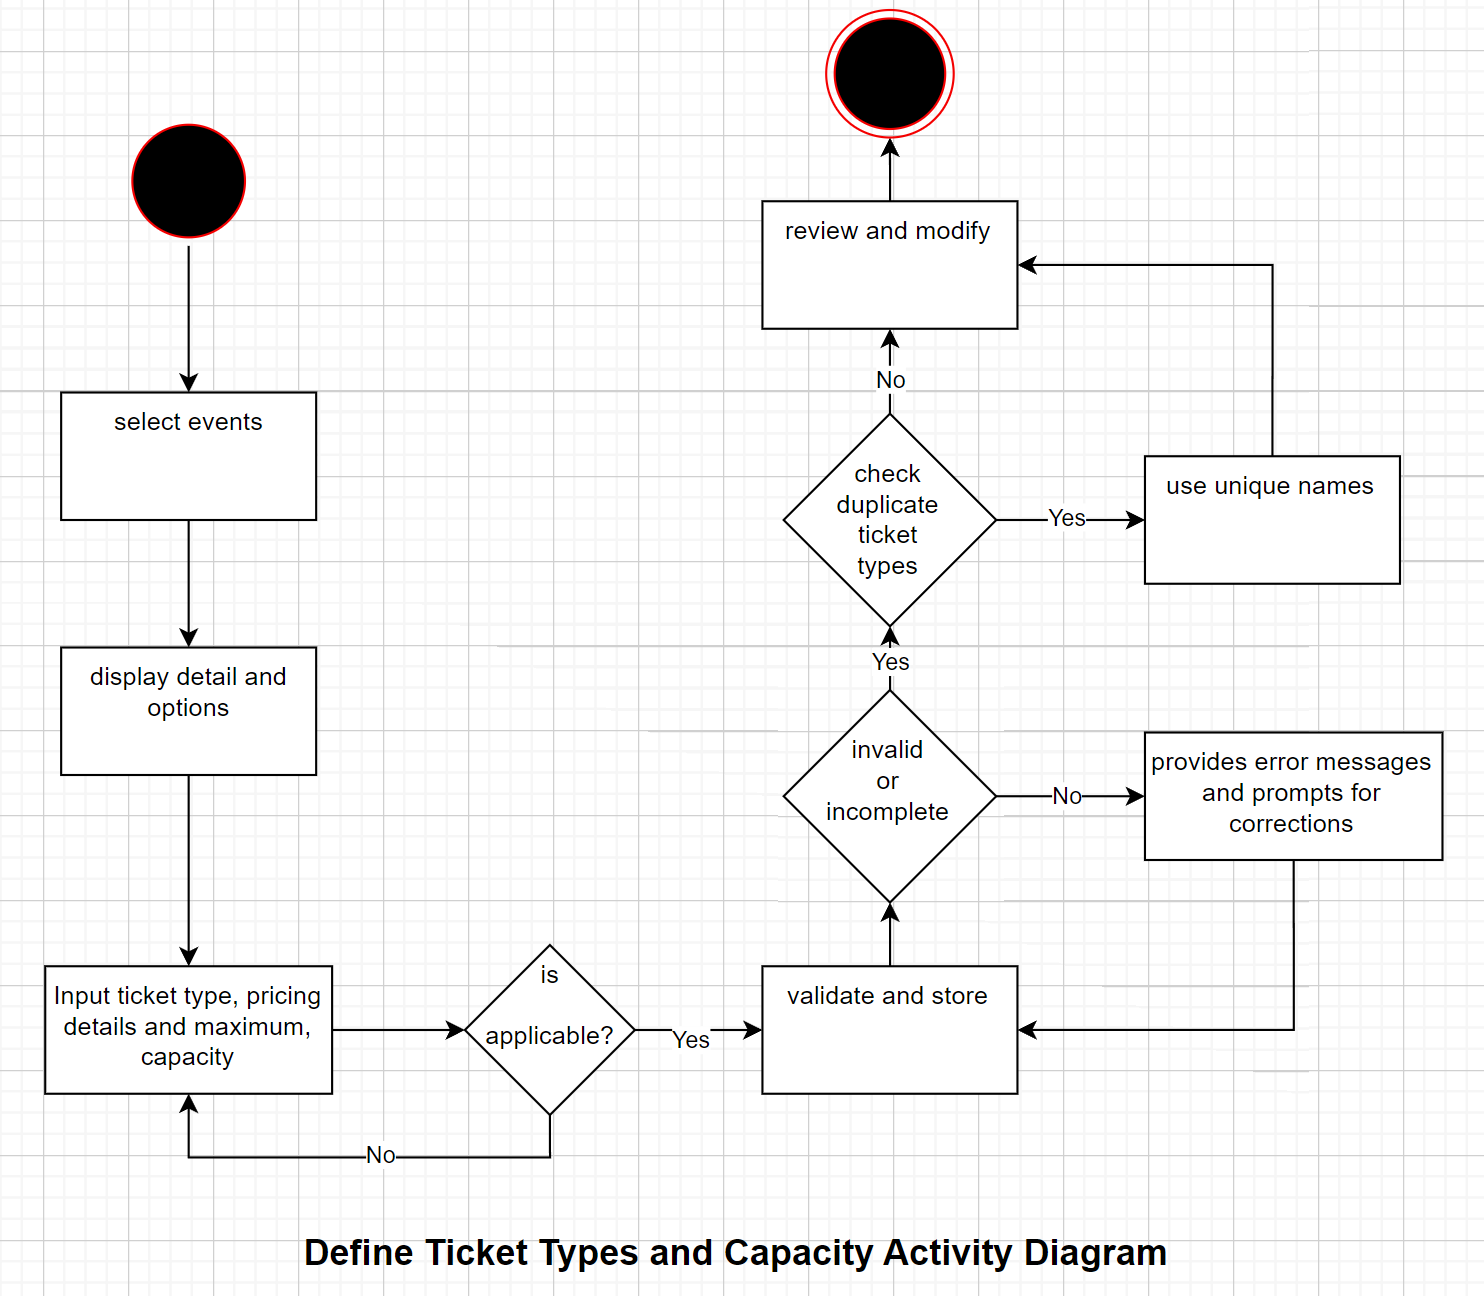 select events
display detail and
options
Input ticket type, pricing
details and maximum,
capacity
is
applicable?
No
Yes
validate and store
invalid
or
incomplete
No
provides error messages
and prompts for
corrections
Yes
check
duplicate
ticket
types
Yes
use unique names
No
review and modify
Define Ticket Types and Capacity Activity Diagram